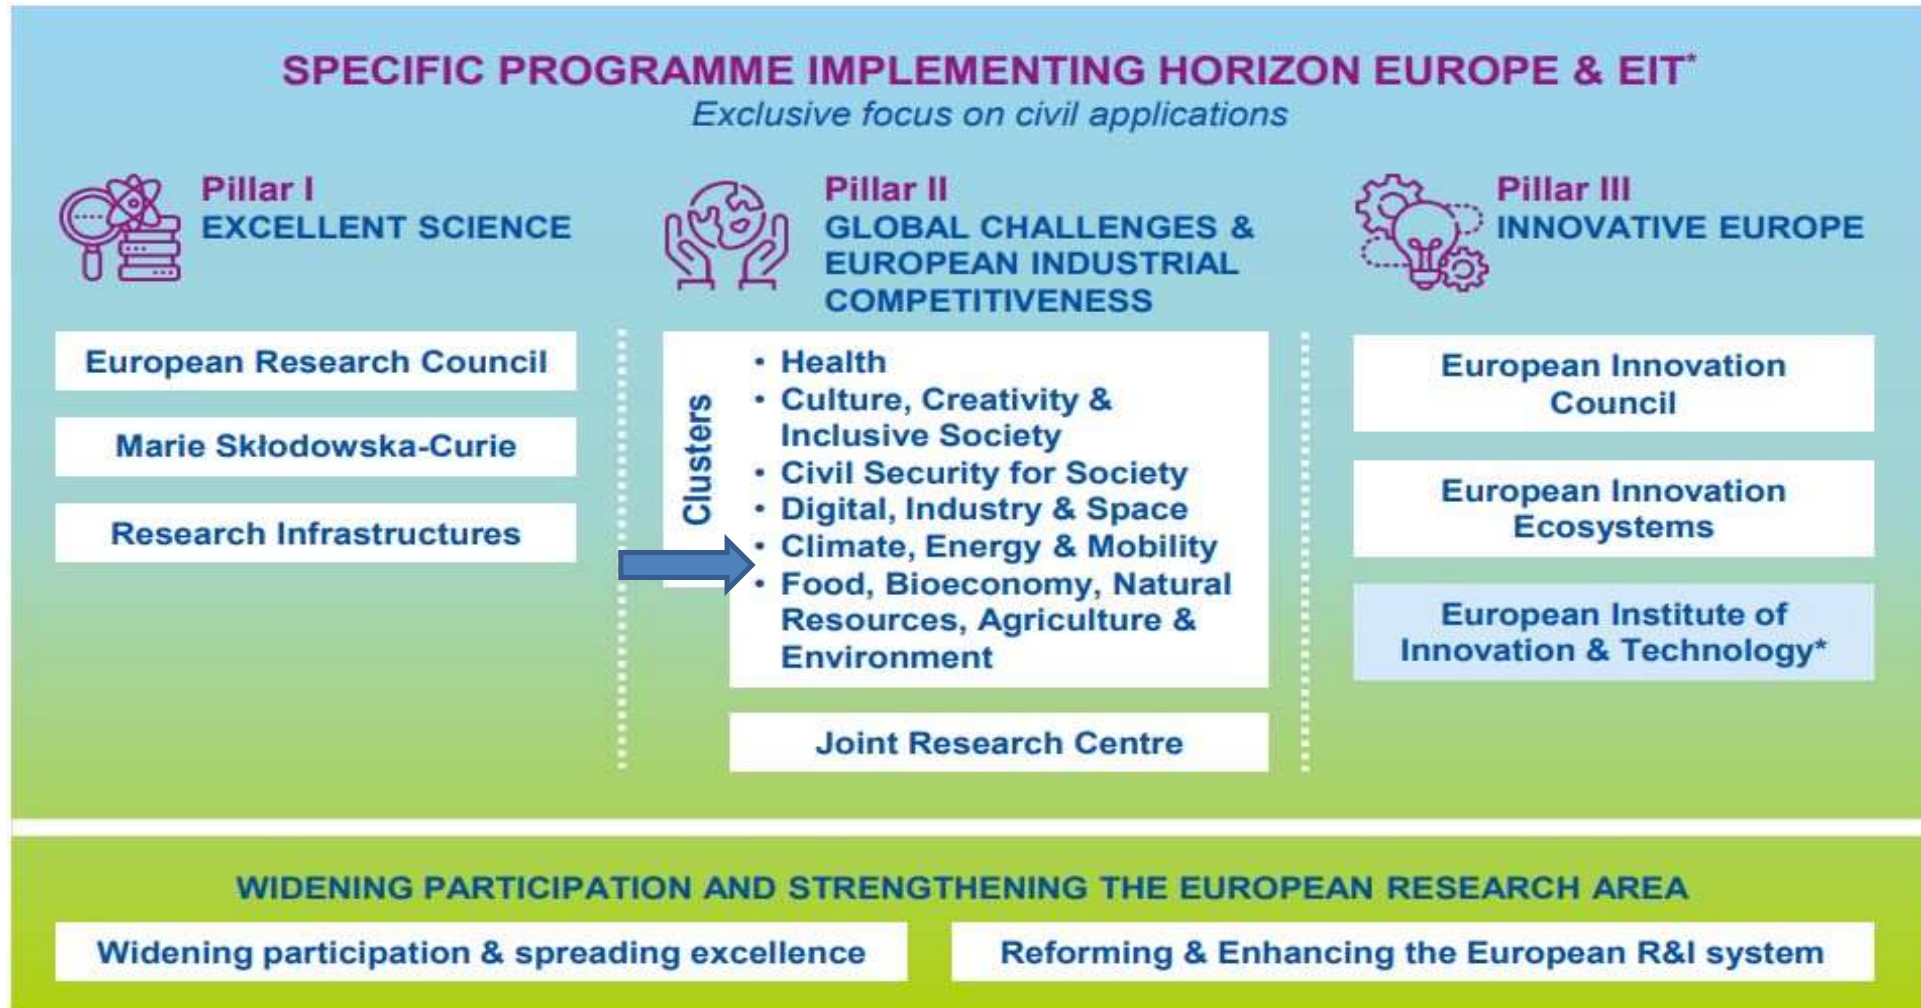 SPECIFIC PROGRAMME IMPLEMENTING HORIZON EUROPE & EIT*
Exclusive focus on civil applications
Pillar I
EXCELLENT SCIENCE
European Research Council
Marie Skłodowska-Curie
Research Infrastructures
Pillar II
GLOBAL CHALLENGES &
EUROPEAN INDUSTRIAL
COMPETITIVENESS
Clusters
• Health
• Culture, Creativity &
Inclusive Society
• Civil Security for Society
• Digital, Industry & Space
• Climate, Energy & Mobility
• Food, Bioeconomy, Natural
Resources, Agriculture &
Environment
Joint Research Centre
Pillar III
INNOVATIVE EUROPE
European Innovation
Council
European Innovation
Ecosystems
European Institute of
Innovation & Technology*
WIDENING PARTICIPATION AND STRENGTHENING THE EUROPEAN RESEARCH AREA
Widening participation & spreading excellence
Reforming & Enhancing the European R&I system